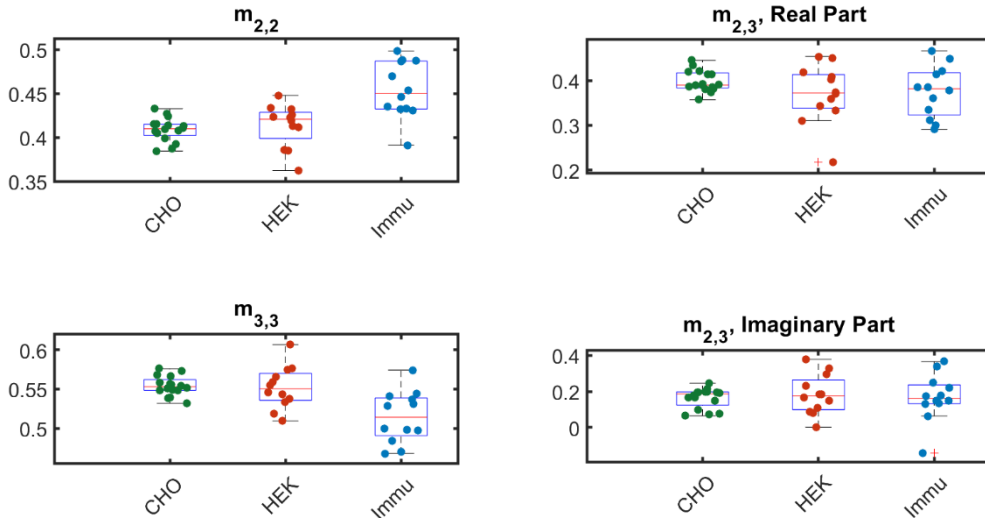 m2,2
0.5
0.45
0.4
0.35
CHO
HEK
Immu
m2,3, Real Part
0.4
0.3
0.2
CHO
HEK
Immu
m3,3
0.6
0.55
0.5
CHO
HEK
Immu
m2,3, Imaginary Part
0.4
0.2
0
CHO
HEK
Immu